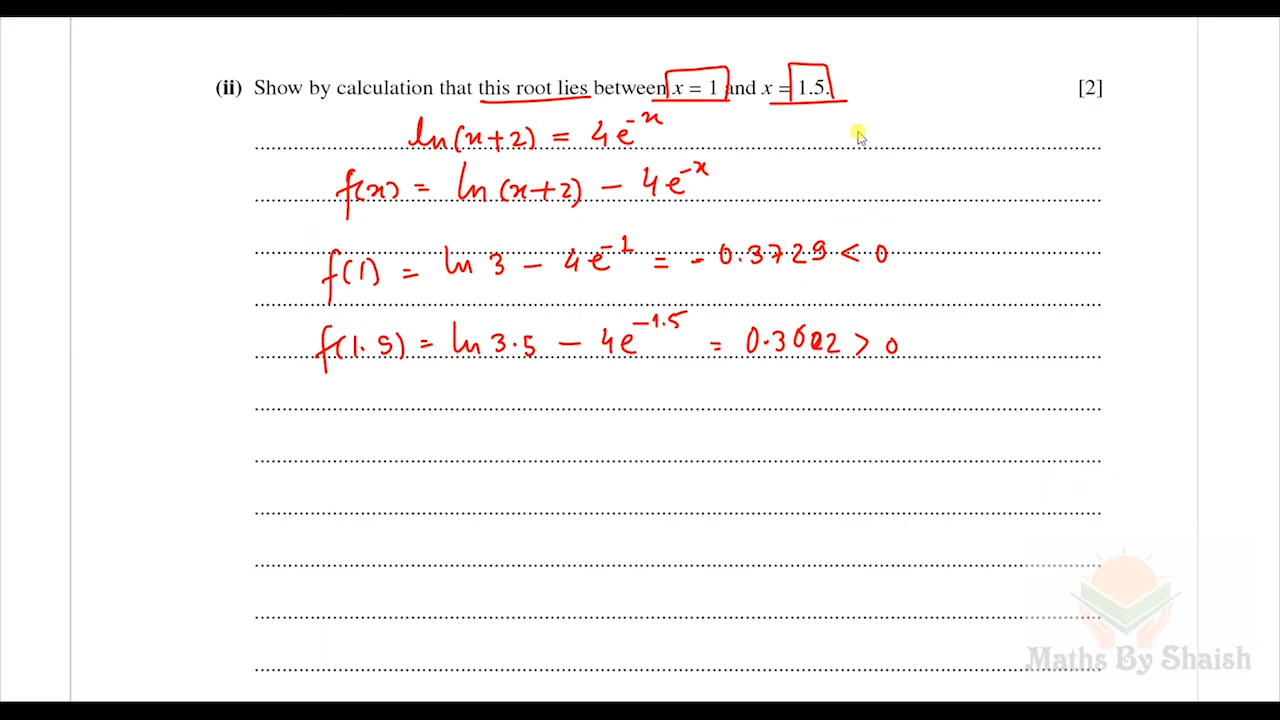 (ii) Show by calculation that this root lies between x = 1 and x = 1.5. [2]
ln(x+2) = 4e^-x
f(x) = ln(x+2) - 4e^-x
f(1) = ln 3 - 4e^-1 = -0.3729 < 0
f(1.5) = ln 3.5 - 4e^-1.5 = > 0
Maths By Shaish